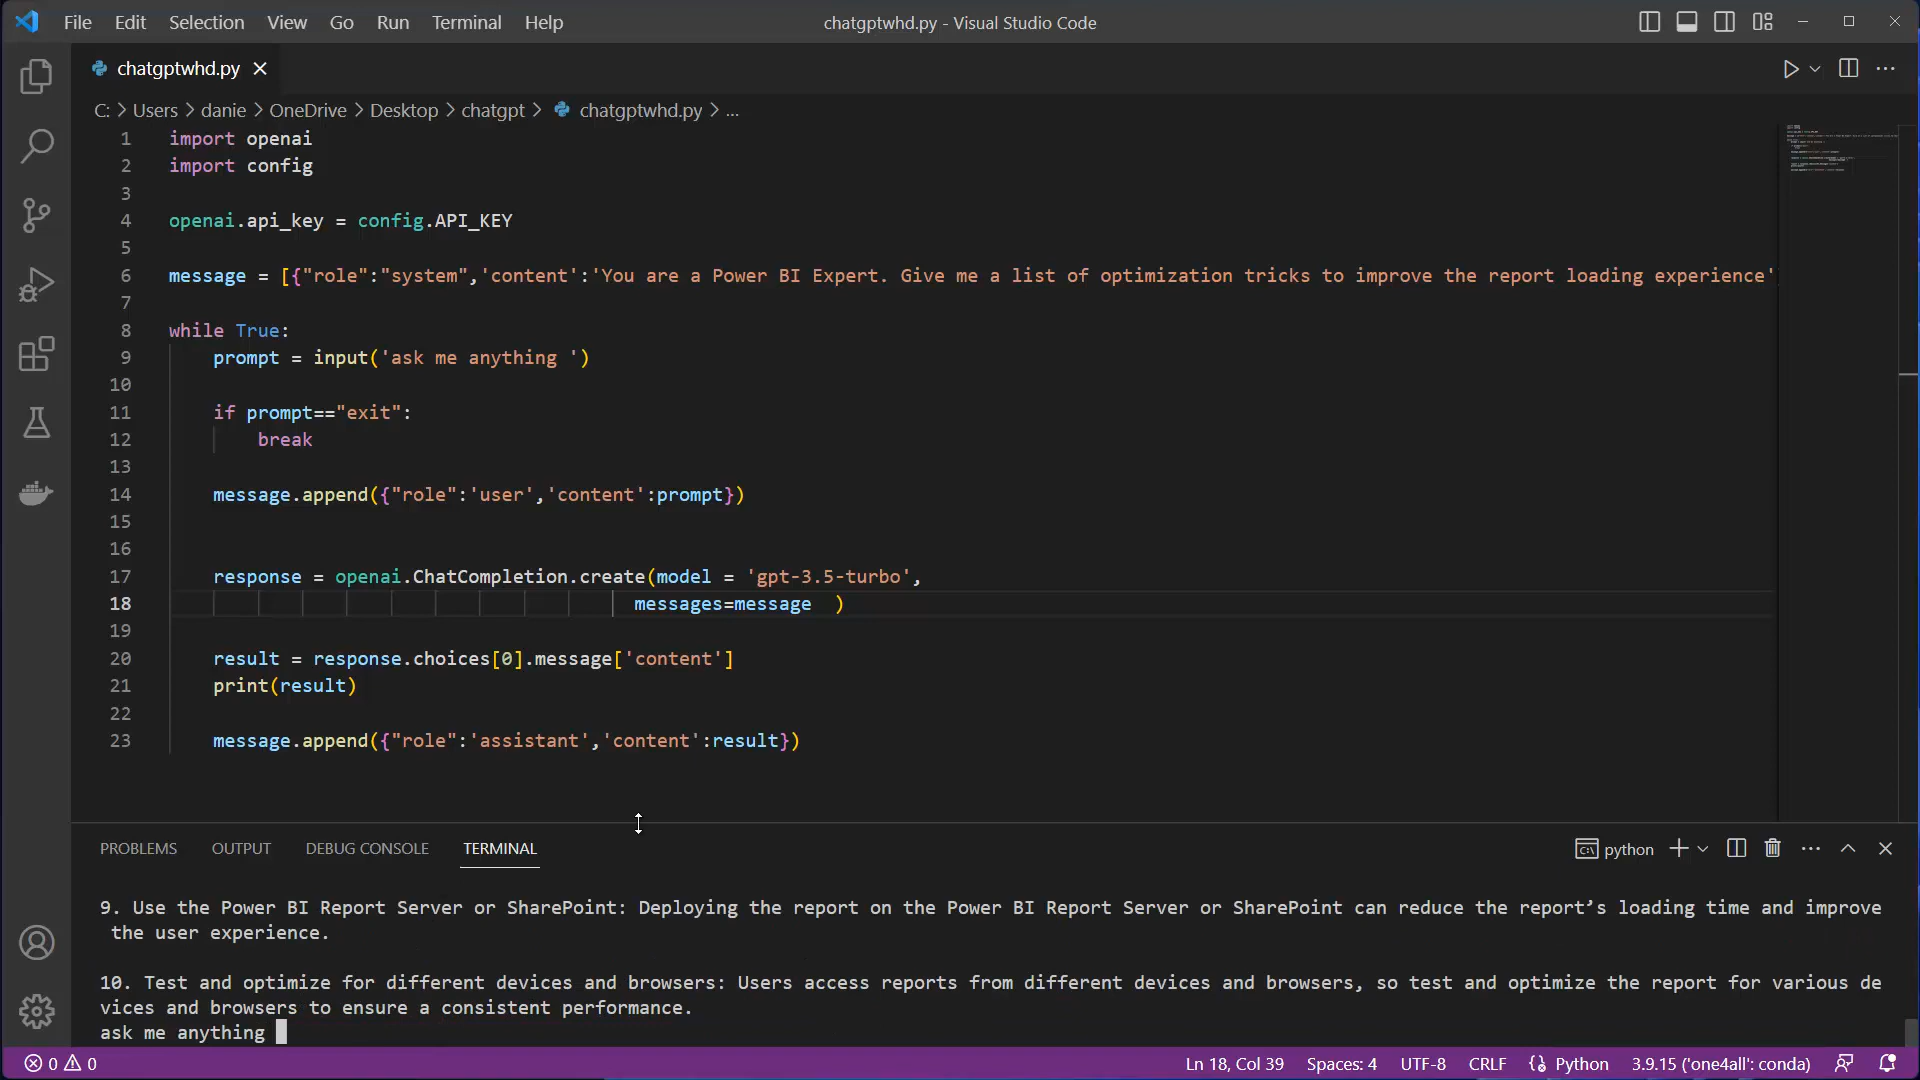 File Edit Selection View Go Run Terminal Help chatgptwhd.py - Visual Studio Code
chatgptwhd.py
C: > Users > danie > OneDrive > Desktop > chatgpt > chatgptwhd.py > ...
1 import openai
2 import config
3
4 openai.api_key = config.API_KEY
5
6 message = [{"role":"system",'content':'You are a Power BI Expert. Give me a list of optimization tricks to improve the report loading experience'
7
8 while True:
9 prompt = input('ask me anything ')
10
11 if prompt=="exit":
12 break
13
14 message.append({"role":'user','content':prompt})
15
16
17 response = openai.ChatCompletion.create(model = 'gpt-3.5-turbo',
18 messages=message )
19
20 result = response.choices[0].message['content']
21 print(result)
22
23 message.append({"role":'assistant','content':result})
PROBLEMS OUTPUT DEBUG CONSOLE TERMINAL python
9. Use the Power BI Report Server or SharePoint: Deploying the report on the Power BI Report Server or SharePoint can reduce the report’s loading time and improve
the user experience.
10. Test and optimize for different devices and browsers: Users access reports from different devices and browsers, so test and optimize the report for various de
vices and browsers to ensure a consistent performance.
ask me anything
0 0 Ln 18, Col 39 Spaces: 4 UTF-8 CRLF Python 3.9.15 ('one4all': conda)